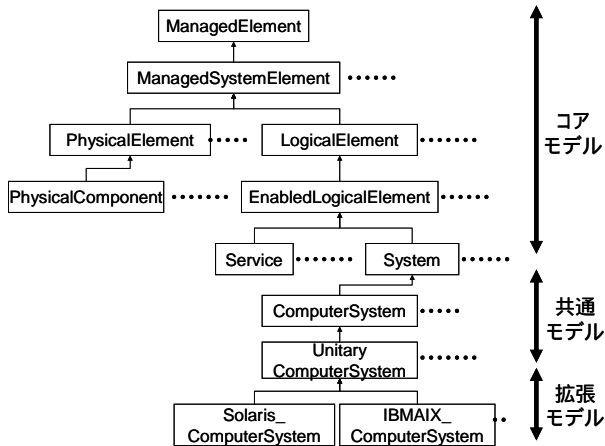 ManagedElement
ManagedSystemElement
PhysicalElement
LogicalElement
PhysicalComponent
EnabledLogicalElement
Service
System
ComputerSystem
Unitary
ComputerSystem
Solaris_
ComputerSystem
IBMAIX_
ComputerSystem
コア
モデル
共通
モデル
拡張
モデル